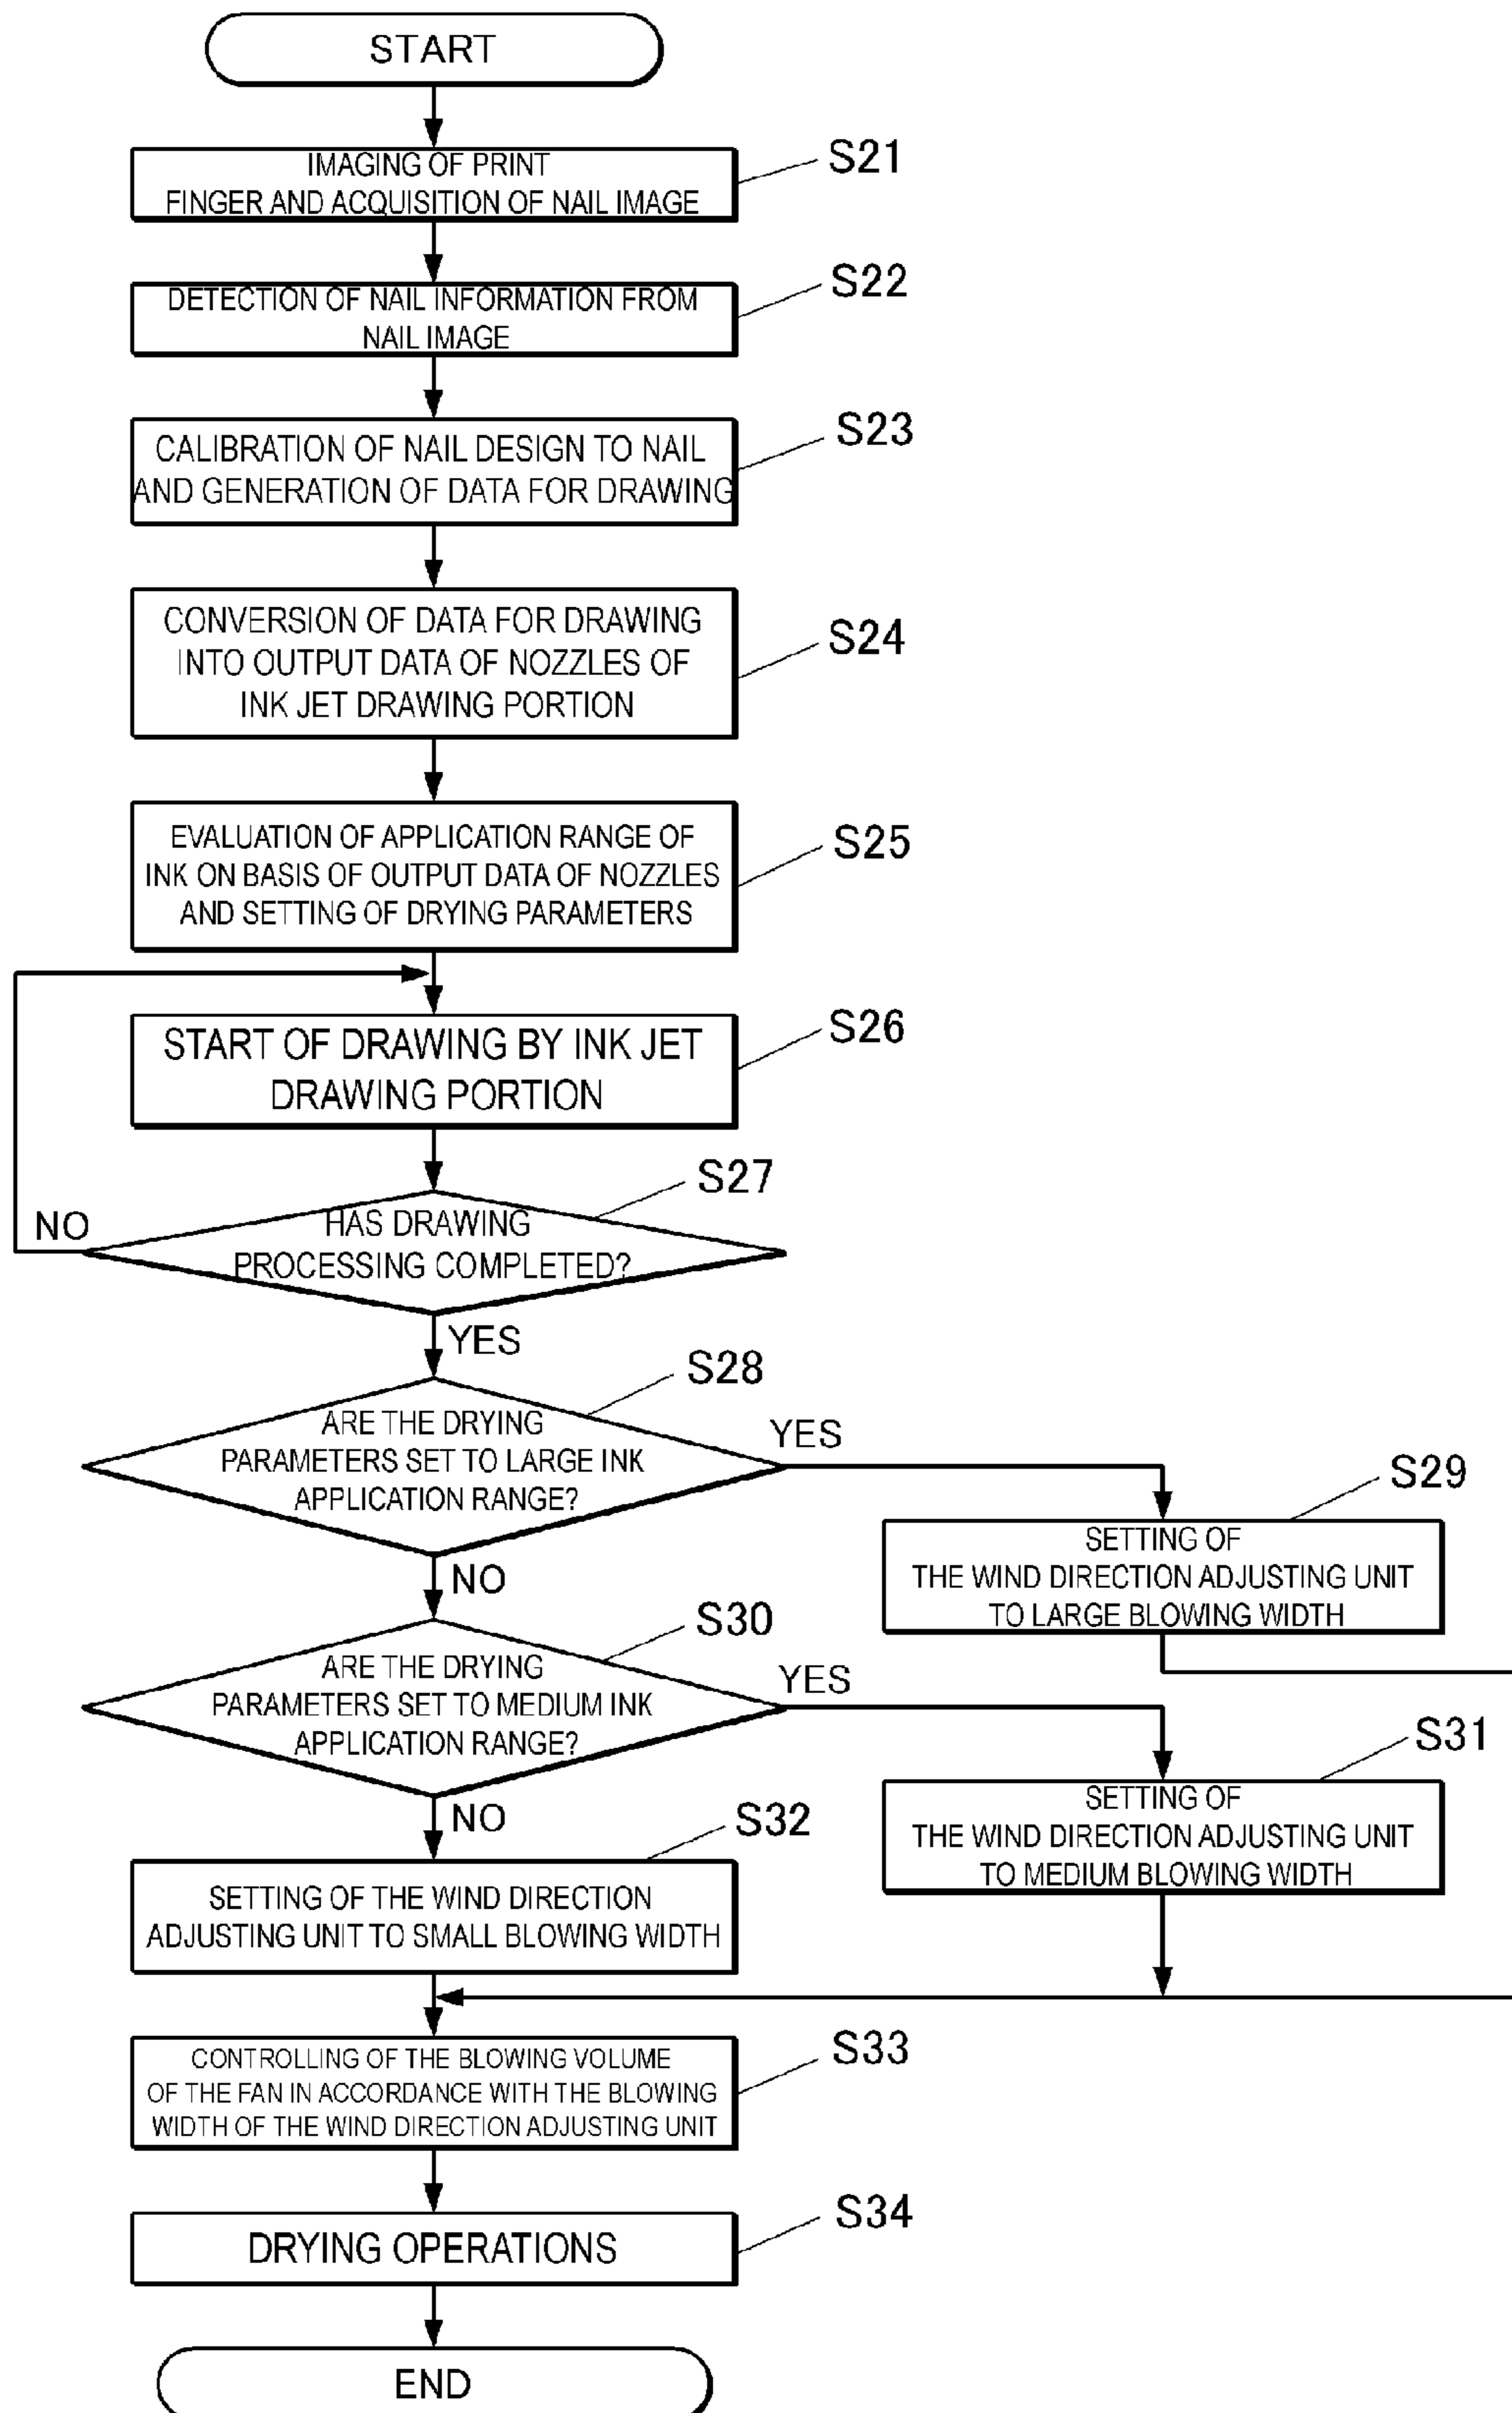 START
S21
IMAGING OF PRINT
FINGER AND ACQUISITION OF NAIL IMAGE
S22
DETECTION OF NAIL INFORMATION FROM
NAIL IMAGE
S23
CALIBRATION OF NAIL DESIGN TO NAIL
AND GENERATION OF DATA FOR DRAWING
S24
CONVERSION OF DATA FOR DRAWING
INTO OUTPUT DATA OF NOZZLES OF
INK JET DRAWING PORTION
S25
EVALUATION OF APPLICATION RANGE OF
INK ON BASIS OF OUTPUT DATA OF NOZZLES
AND SETTING OF DRYING PARAMETERS
S26
START OF DRAWING BY INK JET
DRAWING PORTION
S27
NO
HAS DRAWING
PROCESSING COMPLETED?
YES
S28
ARE THE DRYING
PARAMETERS SET TO LARGE INK
APPLICATION RANGE?
YES
S29
SETTING OF
THE WIND DIRECTION ADJUSTING UNIT
TO LARGE BLOWING WIDTH
NO
S30
ARE THE DRYING
PARAMETERS SET TO MEDIUM INK
APPLICATION RANGE?
YES
S31
SETTING OF
THE WIND DIRECTION ADJUSTING UNIT
TO MEDIUM BLOWING WIDTH
NO
S32
SETTING OF THE WIND DIRECTION
ADJUSTING UNIT TO SMALL BLOWING WIDTH
S33
CONTROLLING OF THE BLOWING VOLUME
OF THE FAN IN ACCORDANCE WITH THE BLOWING
WIDTH OF THE WIND DIRECTION ADJUSTING UNIT
S34
DRYING OPERATIONS
END